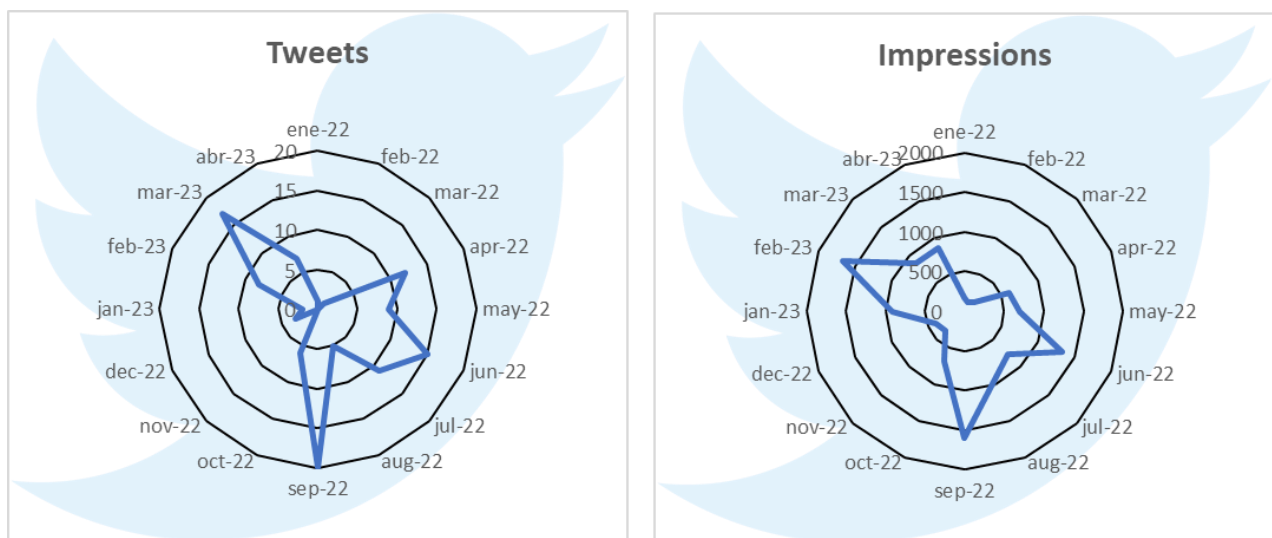 Tweets
ene-22
feb-22
mar-22
apr-22
may-22
jun-22
jul-22
aug-22
sep-22
oct-22
nov-22
dec-22
jan-23
feb-23
mar-23
abr-23
20
15
10
5
0
Impressions
ene-22
feb-22
mar-22
apr-22
may-22
jun-22
jul-22
aug-22
sep-22
oct-22
nov-22
dec-22
jan-23
feb-23
mar-23
abr-23
2000
1500
1000
500
0